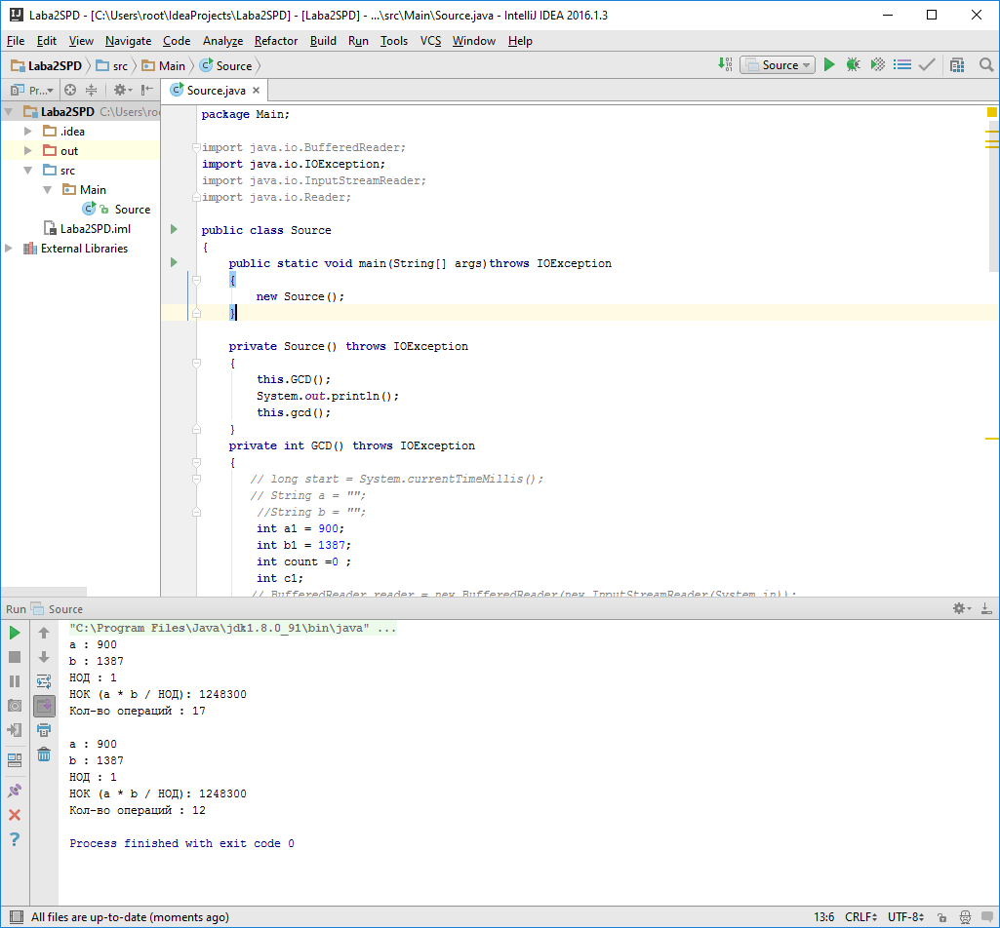 Laba2SPD - [C:\Users\root\IdeaProjects\Laba2SPD] - [Laba2SPD] - ...\src\Main\Source.java - IntelliJ IDEA 2016.1.3
File Edit View Navigate Code Analyze Refactor Build Run Tools VCS Window Help
Laba2SPD src Main Source Source
Pr... Source.java
Laba2SPD C:\Users\roo
.idea
out
src
Main
Source
Laba2SPD.iml
External Libraries
package Main;
import java.io.BufferedReader;
import java.io.IOException;
import java.io.InputStreamReader;
import java.io.Reader;
public class Source
{
public static void main(String[] args)throws IOException
{
new Source();
}
private Source() throws IOException
{
this.GCD();
System.out.println();
this.gcd();
}
private int GCD() throws IOException
{
// long start = System.currentTimeMillis();
// String a = "";
//String b = "";
int a1 = 900;
int b1 = 1387;
int count =0 ;
int c1;
// BufferedReader reader = new BufferedReader(new InputStreamReader(System.in));
Run Source
"C:\Program Files\Java\jdk1.8.0_91\bin\java" ...
a : 900
b : 1387
НОД : 1
НОК (a * b / НОД): 1248300
Кол-во операций : 17
a : 900
b : 1387
НОД : 1
НОК (a * b / НОД): 1248300
Кол-во операций : 12
Process finished with exit code 0
All files are up-to-date (moments ago) 13:6 CRLF UTF-8